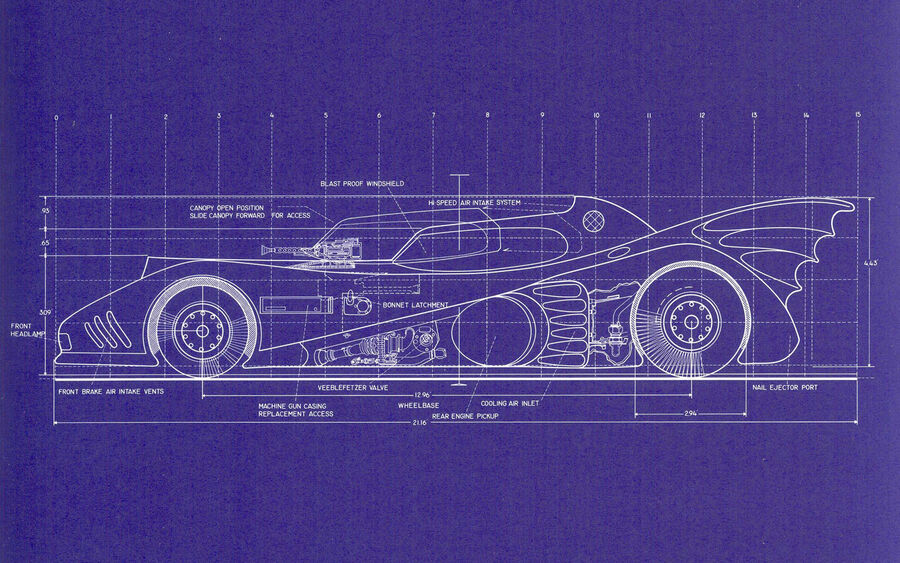 0 1 2 3 4 5 6 7 8 9 10 11 12 13 14 15
BLAST PROOF WINDSHIELD
CANOPY OPEN POSITION
SLIDE CANOPY FORWARD FOR ACCESS
HI SPEED AIR INTAKE SYSTEM
.93
.65
4.43
BONNET LATCHMENT
.309
FRONT
HEADLAMP
FRONT BRAKE AIR INTAKE VENTS
VEEBLEFETZER VALVE
NAIL EJECTOR PORT
12.96
MACHINE GUN CASING
REPLACEMENT ACCESS
WHEELBASE
COOLING AIR INLET
REAR ENGINE PICKUP
2.94
21.16